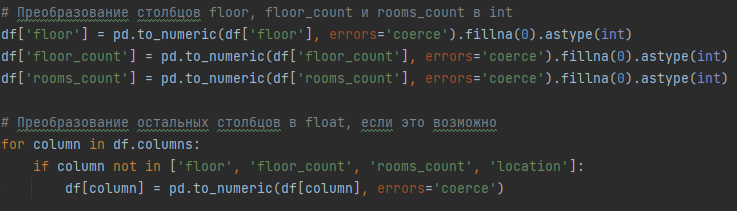 # Преобразование столбцов floor, floor_count и rooms_count в int
df['floor'] = pd.to_numeric(df['floor'], errors='coerce').fillna(0).astype(int)
df['floor_count'] = pd.to_numeric(df['floor_count'], errors='coerce').fillna(0).astype(int)
df['rooms_count'] = pd.to_numeric(df['rooms_count'], errors='coerce').fillna(0).astype(int)
# Преобразование остальных столбцов в float, если это возможно
for column in df.columns:
    if column not in ['floor', 'floor_count', 'rooms_count', 'location']:
        df[column] = pd.to_numeric(df[column], errors='coerce')